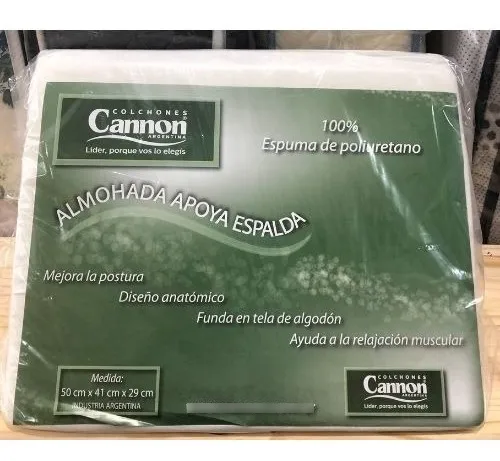 COLCHONES
Cannon
ARGENTINA
Lider, porque vos lo elegís
100%
Espuma de poliuretano
ALMOHADA APOYA ESPALDA
Mejora la postura
Diseño anatómico
Funda en tela de algodón
Ayuda a la relajación muscular
Medida:
50 cm x 41 cm x 29 cm
INDUSTRIA ARGENTINA
COLCHONES
Cannon
ARGENTINA
Lider, porque vos lo elegís